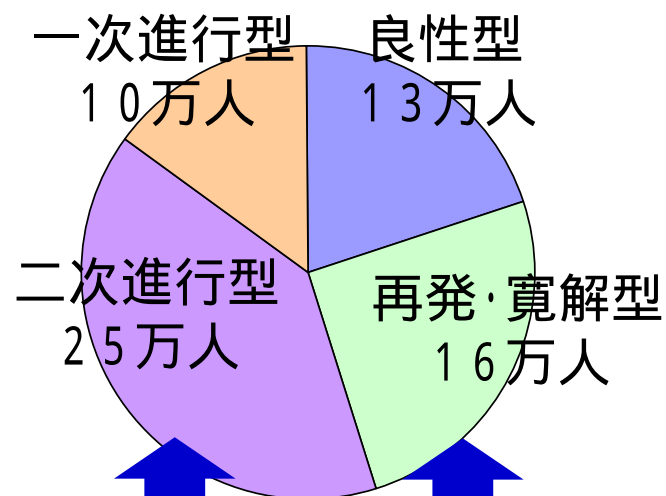 一次進行型
１０万人
良性型
１３万人
二次進行型
２５万人
再発･寛解型
１６万人